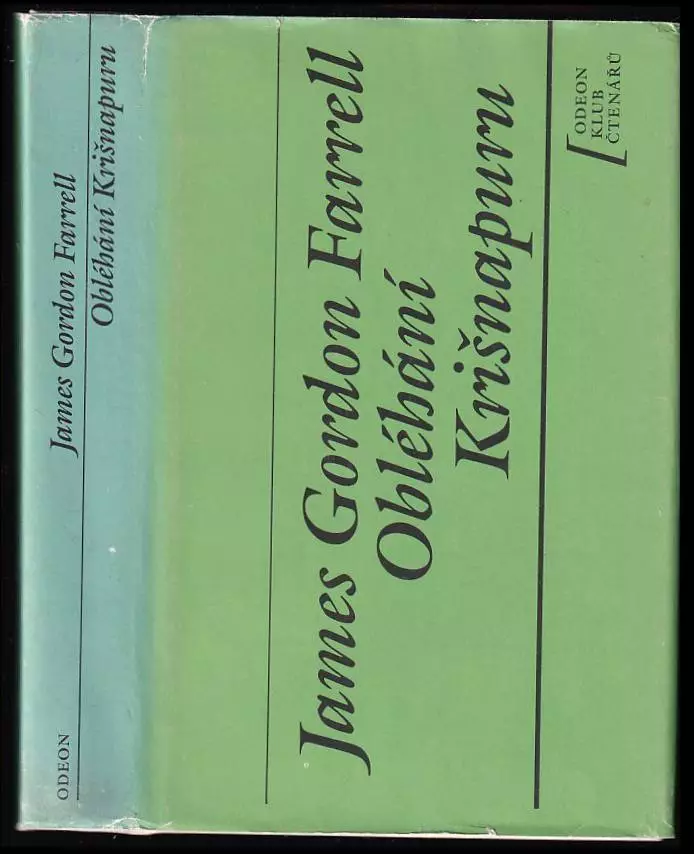 James Gordon Farrell
Obléhání Krišnapuru
ODEON
James Gordon Farrell
Obléhání
Krišnapuru
ODEON
KLUB
ČTENÁŘŮ